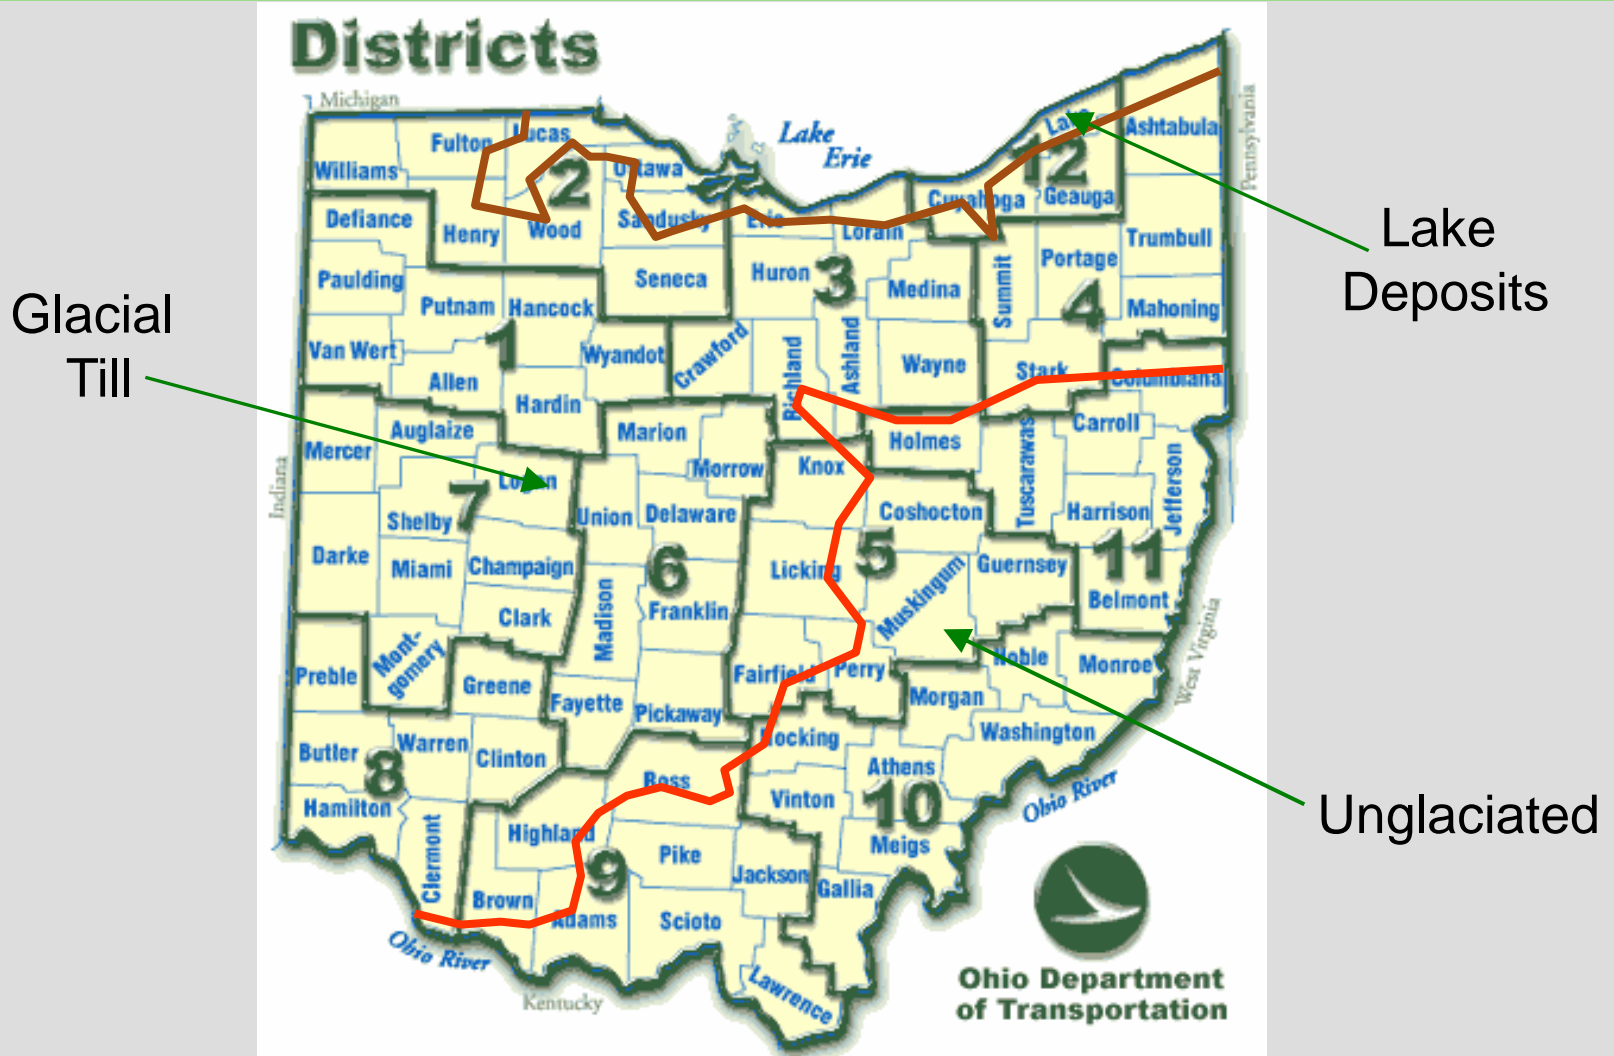 Districts
Michigan
Lake
Erie
Pennsylvania
Lucas
Fulton
Williams
2
Ottawa
Lake
12
Ashtabula
Defiance
Henry
Wood
Sandusky
Erie
Lorain
Cuyahoga
Geauga
Trumbull
Lake
Deposits
Paulding
Putnam
Hancock
Seneca
Huron
3
Medina
Summit
Portage
4
Mahoning
Glacial
Till
Van Wert
1
Allen
Hardin
Wyandot
Crawford
Richland
Ashland
Wayne
Stark
Columbiana
Mercer
Auglaize
Logan
7
Shelby
Marion
Morrow
Knox
Holmes
Tuscarawas
Carroll
Jefferson
Harrison
Indiana
Darke
Miami
Champaign
Clark
Union
Delaware
6
Madison
Franklin
Licking
5
Coshocton
Muskingum
Guernsey
11
Belmont
Preble
Mont-
gomery
Greene
Fayette
Pickaway
Fairfield
Perry
Morgan
Noble
Monroe
West Virginia
Butler
8
Warren
Clinton
Hamilton
Clermont
Ross
Hocking
Vinton
Athens
10
Washington
Ohio River
Unglaciated
Highland
9
Pike
Jackson
Meigs
Gallia
Brown
Adams
Scioto
Lawrence
Ohio River
Kentucky
Ohio Department
of Transportation